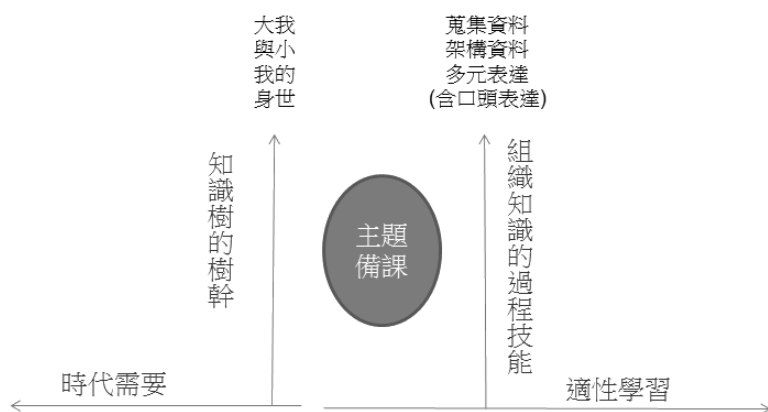 大我
與小
我的
身世
蒐集資料
架構資料
多元表達
(含口頭表達)
知識樹的樹幹
主題
備課
組織知識的過程技能
時代需要
適性學習